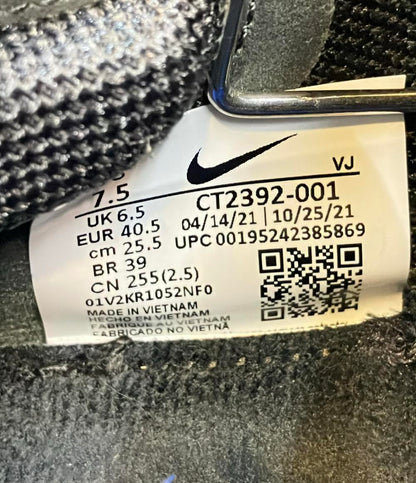 VJ
7.5
UK 6.5
EUR 40.5
cm 25.5
BR 39
CN 255(2.5)
01V2KR1052NF0
MADE IN VIETNAM
HECHO EN VIETNAM
FABRIQUE AU VIETNAM
FABRICADO NO VIETNÃ
CT2392-001
04/14/21 | 10/25/21
UPC 00195242385869